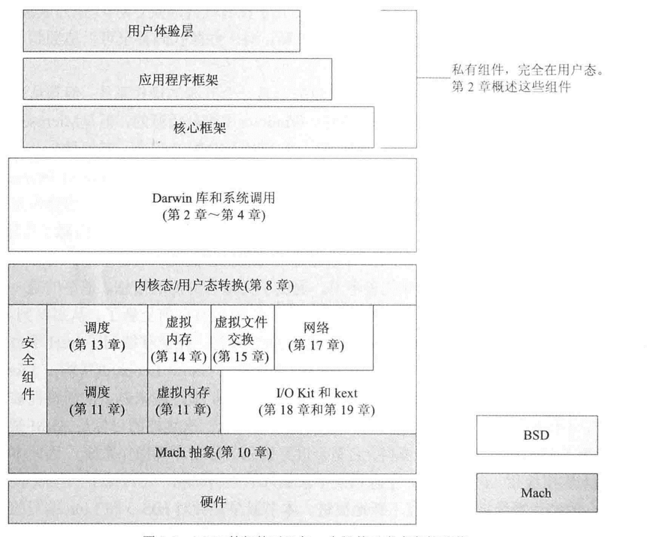 用户体验层
应用程序框架
核心框架
私有组件，完全在用户态。
第 2 章概述这些组件
Darwin 库和系统调用
(第 2 章～第 4 章)
内核态/用户态转换(第 8 章)
安全组件
调度
(第 13 章)
虚拟
内存
(第 14 章)
虚拟文件
交换
(第 15 章)
网络
(第 17 章)
调度
(第 11 章)
虚拟内存
(第 11 章)
I/O Kit 和 kext
(第 18 章和第 19 章)
Mach 抽象(第 10 章)
硬件
BSD
Mach